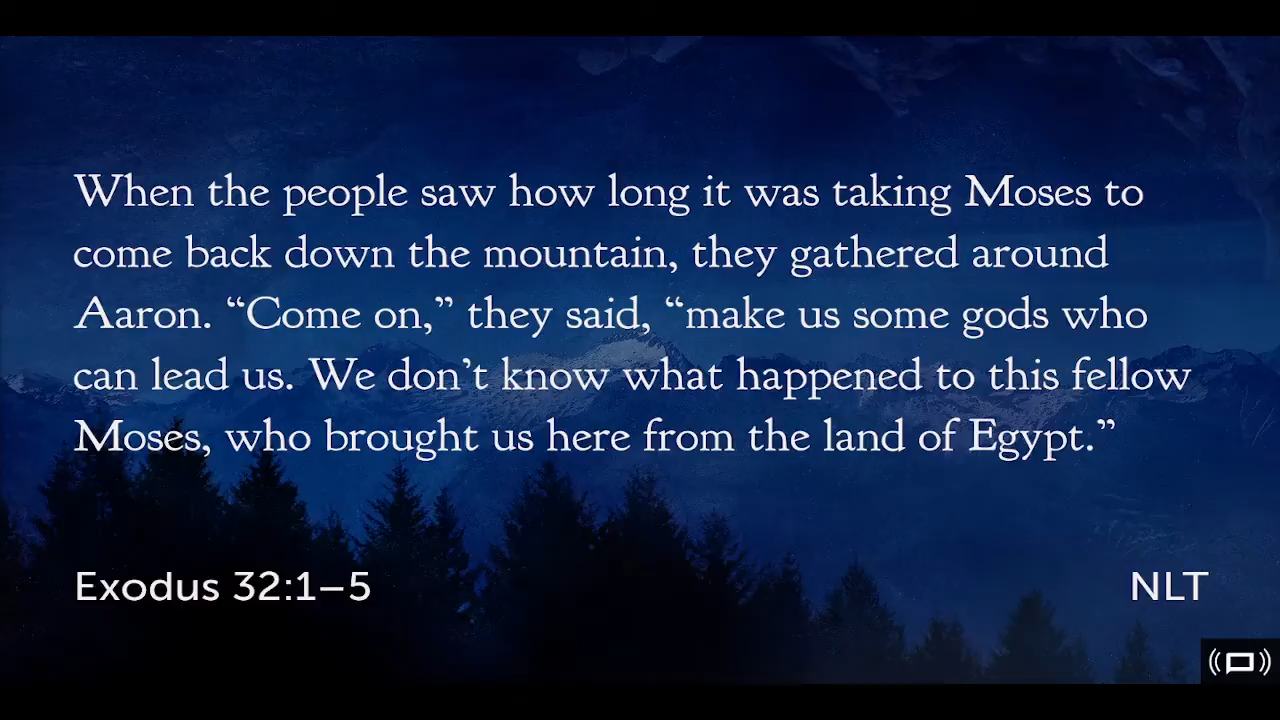 When the people saw how long it was taking Moses to
come back down the mountain, they gathered around
Aaron. “Come on,” they said, “make us some gods who
can lead us. We don’t know what happened to this fellow
Moses, who brought us here from the land of Egypt.”
Exodus 32:1–5
NLT